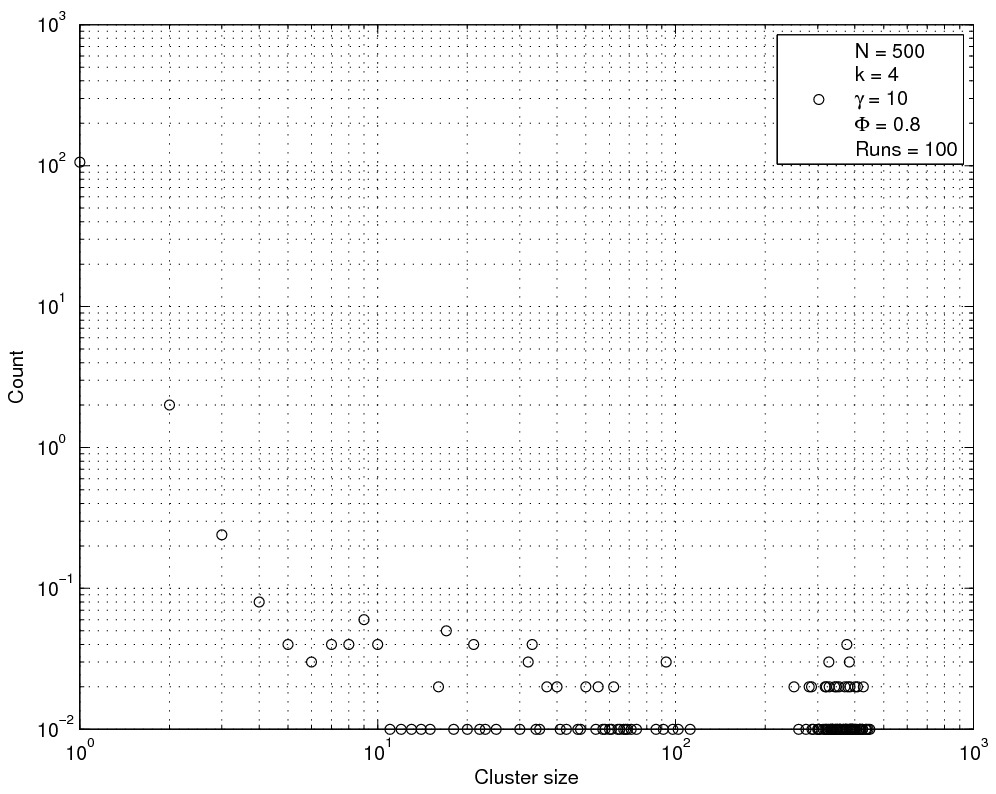 10³
N = 500
k = 4
γ = 10
Φ = 0.8
Runs = 100
10²
10¹
Count
10⁰
10⁻¹
10⁻²
10⁰ 10¹ 10² 10³
Cluster size